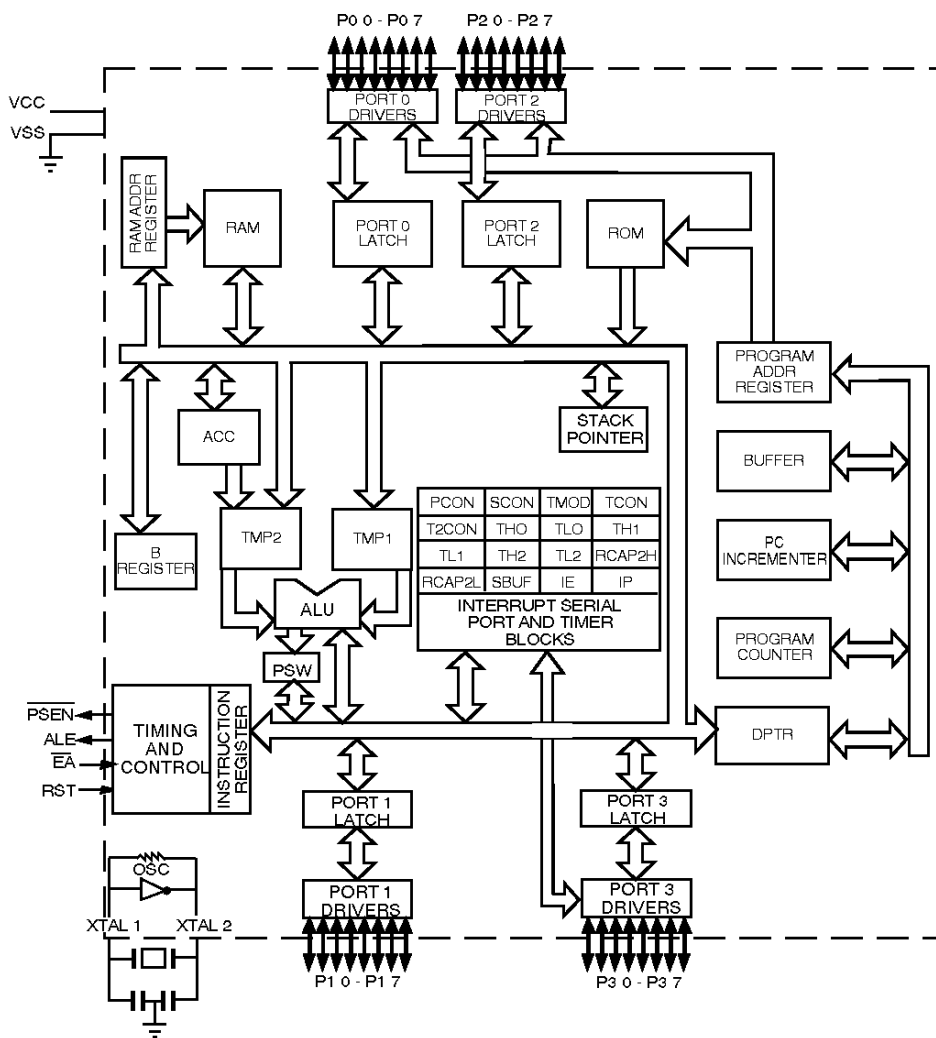 P0 0 - P0 7
P2 0 - P2 7
VCC
VSS
PORT 0
DRIVERS
PORT 2
DRIVERS
RAM ADDR
REGISTER
RAM
PORT 0
LATCH
PORT 2
LATCH
ROM
PROGRAM
ADDR
REGISTER
STACK
POINTER
ACC
BUFFER
B
REGISTER
TMP2
TMP1
PCON SCON TMOD TCON
T2CON THO TLO TH1
TL1 TH2 TL2 RCAP2H
RCAP2L SBUF IE IP
INTERRUPT SERIAL
PORT AND TIMER
BLOCKS
PC
INCREMENTER
ALU
PSW
PROGRAM
COUNTER
PSEN
ALE
EA
RST
TIMING
AND
CONTROL
INSTRUCTION
REGISTER
DPTR
PORT 1
LATCH
PORT 3
LATCH
OSC
XTAL 1
XTAL 2
PORT 1
DRIVERS
PORT 3
DRIVERS
P1 0 - P1 7
P3 0 - P3 7